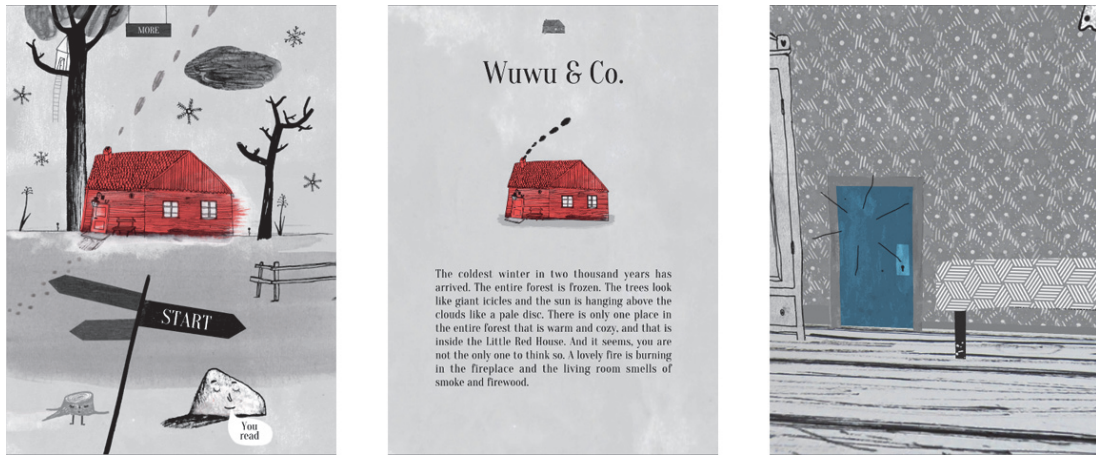 MORE
START
You
read
Wuwu & Co.
The coldest winter in two thousand years has
arrived. The entire forest is frozen. The trees look
like giant icicles and the sun is hanging above the
clouds like a pale disc. There is only one place in
the entire forest that is warm and cozy, and that is
inside the Little Red House. And it seems, you are
not the only one to think so. A lovely fire is burning
in the fireplace and the living room smells of
smoke and firewood.